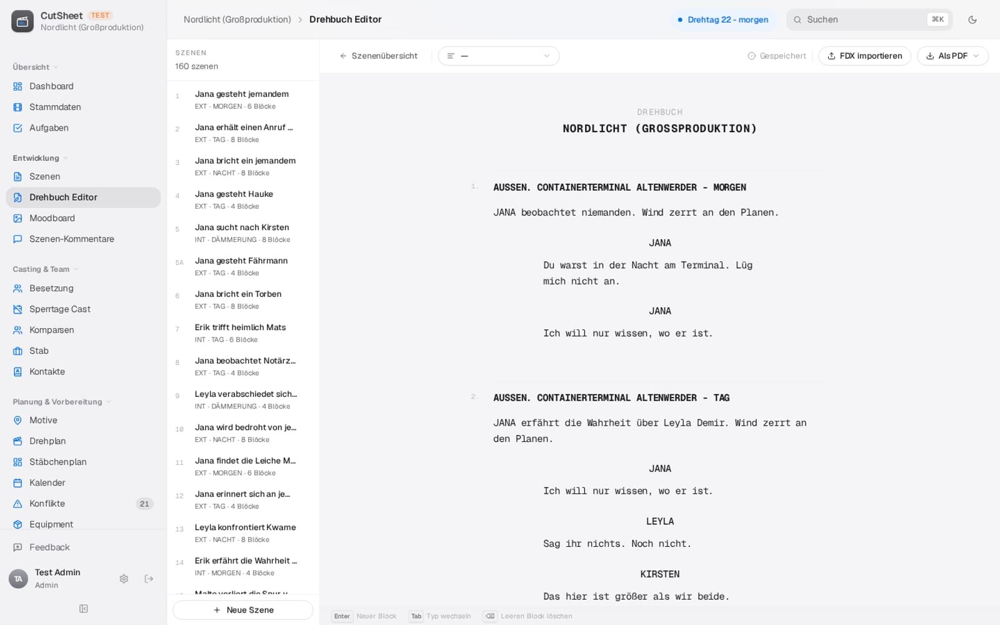 CutSheet TEST
Nordlicht (Großproduktion)
Übersicht
Dashboard
Stammdaten
Aufgaben
Entwicklung
Szenen
Drehbuch Editor
Moodboard
Szenen-Kommentare
Casting & Team
Besetzung
Sperrtage Cast
Komparsen
Stab
Kontakte
Planung & Vorbereitung
Motive
Drehplan
Stäbchenplan
Kalender
Konflikte 21
Equipment
Feedback
TA
Test Admin
Admin
Nordlicht (Großproduktion) > Drehbuch Editor
Drehtag 22 - morgen
Suchen ⌘K
SZENEN
160 szenen
1 Jana gesteht jemandem
EXT · MORGEN · 6 Blöcke
2 Jana erhält einen Anruf ...
EXT · TAG · 8 Blöcke
3 Jana bricht ein jemandem
EXT · NACHT · 8 Blöcke
4 Jana gesteht Hauke
EXT · TAG · 4 Blöcke
5 Jana sucht nach Kirsten
INT · DÄMMERUNG · 8 Blöcke
5A Jana gesteht Fährmann
EXT · TAG · 4 Blöcke
6 Jana bricht ein Torben
EXT · TAG · 8 Blöcke
7 Erik trifft heimlich Mats
INT · TAG · 6 Blöcke
8 Jana beobachtet Notärz...
EXT · TAG · 4 Blöcke
9 Leyla verabschiedet sich...
INT · DÄMMERUNG · 4 Blöcke
10 Jana wird bedroht von je...
EXT · NACHT · 8 Blöcke
11 Jana findet die Leiche M...
EXT · MORGEN · 6 Blöcke
12 Jana erinnert sich an je...
EXT · TAG · 4 Blöcke
13 Leyla konfrontiert Kwame
EXT · NACHT · 8 Blöcke
14 Erik erfährt die Wahrheit ...
INT · MORGEN · 4 Blöcke
+ Neue Szene
← Szenenübersicht
—
Gespeichert
FDX importieren
Als PDF
DREHBUCH
NORDLICHT (GROSSPRODUKTION)
1. AUSSEN. CONTAINERTERMINAL ALTENWERDER - MORGEN
JANA beobachtet niemanden. Wind zerrt an den Planen.
JANA
Du warst in der Nacht am Terminal. Lüg
mich nicht an.
JANA
Ich will nur wissen, wo er ist.
2. AUSSEN. CONTAINERTERMINAL ALTENWERDER - TAG
JANA erfährt die Wahrheit über Leyla Demir. Wind zerrt an
den Planen.
JANA
Ich will nur wissen, wo er ist.
LEYLA
Sag ihr nichts. Noch nicht.
KIRSTEN
Das hier ist größer als wir beide.
Enter Neuer Block Tab Typ wechseln ⌫ Leeren Block löschen